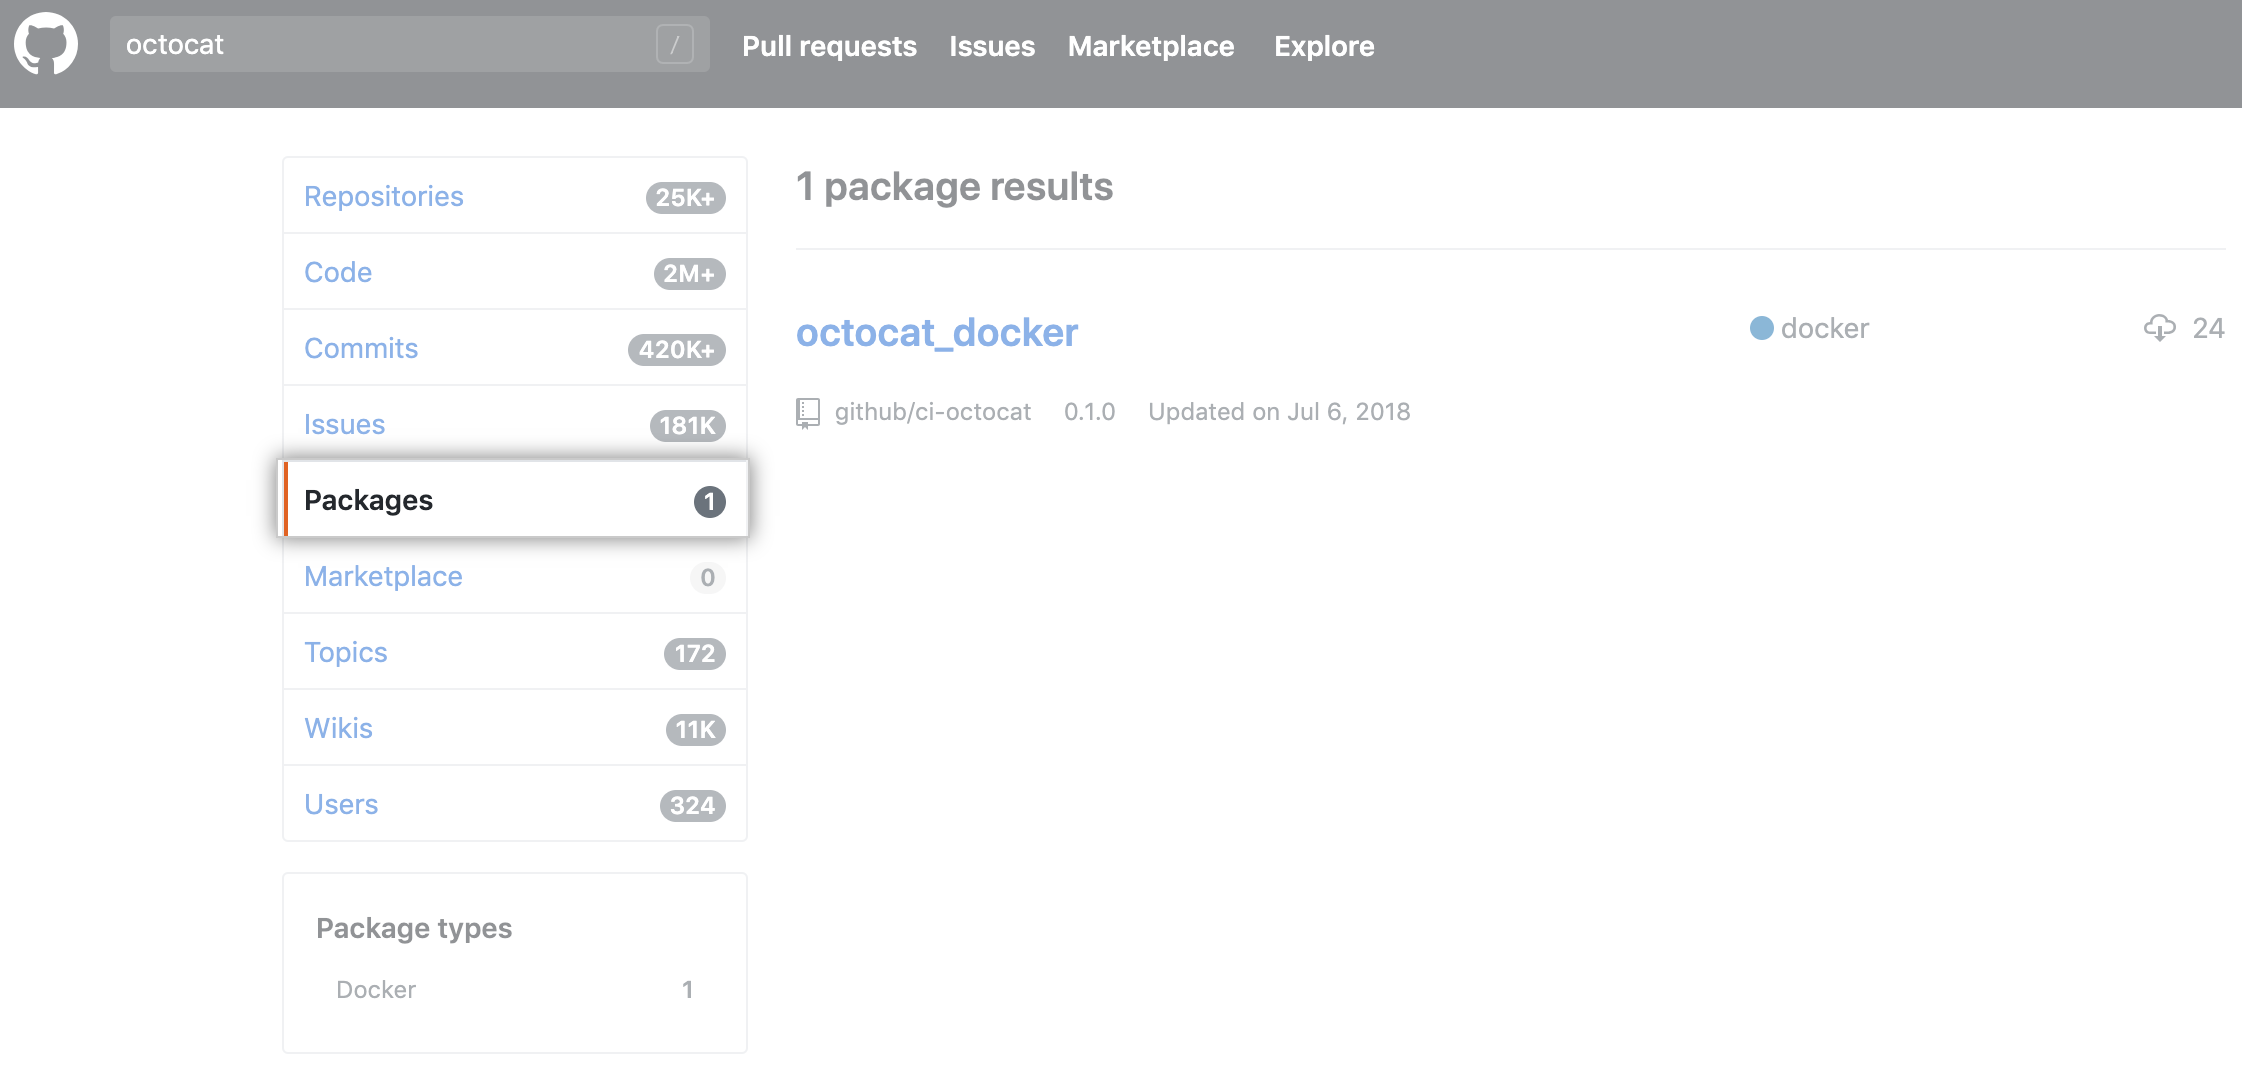 octocat / Pull requests Issues Marketplace Explore
Repositories 25K+
Code 2M+
Commits 420K+
Issues 181K
Packages 1
Marketplace 0
Topics 172
Wikis 11K
Users 324
Package types
Docker 1
1 package results
octocat_docker docker 24
github/ci-octocat 0.1.0 Updated on Jul 6, 2018